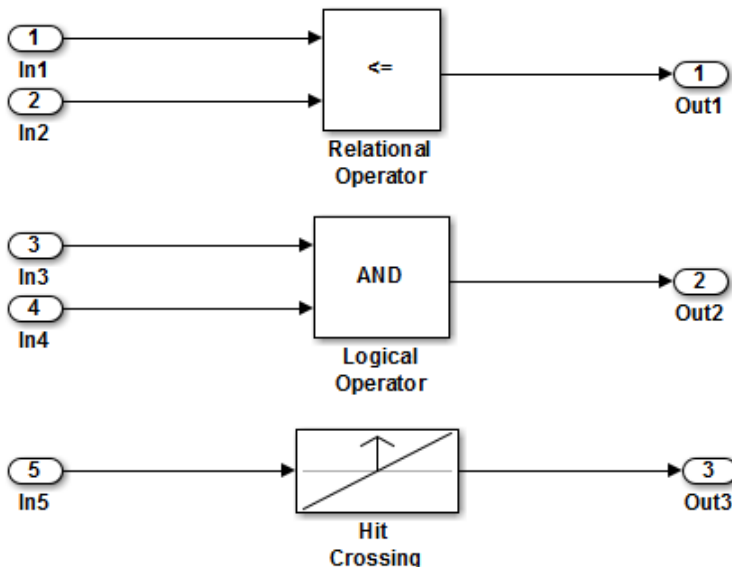 1
In1
2
In2
<=
Relational
Operator
1
Out1
3
In3
4
In4
AND
Logical
Operator
2
Out2
5
In5
Hit
Crossing
3
Out3